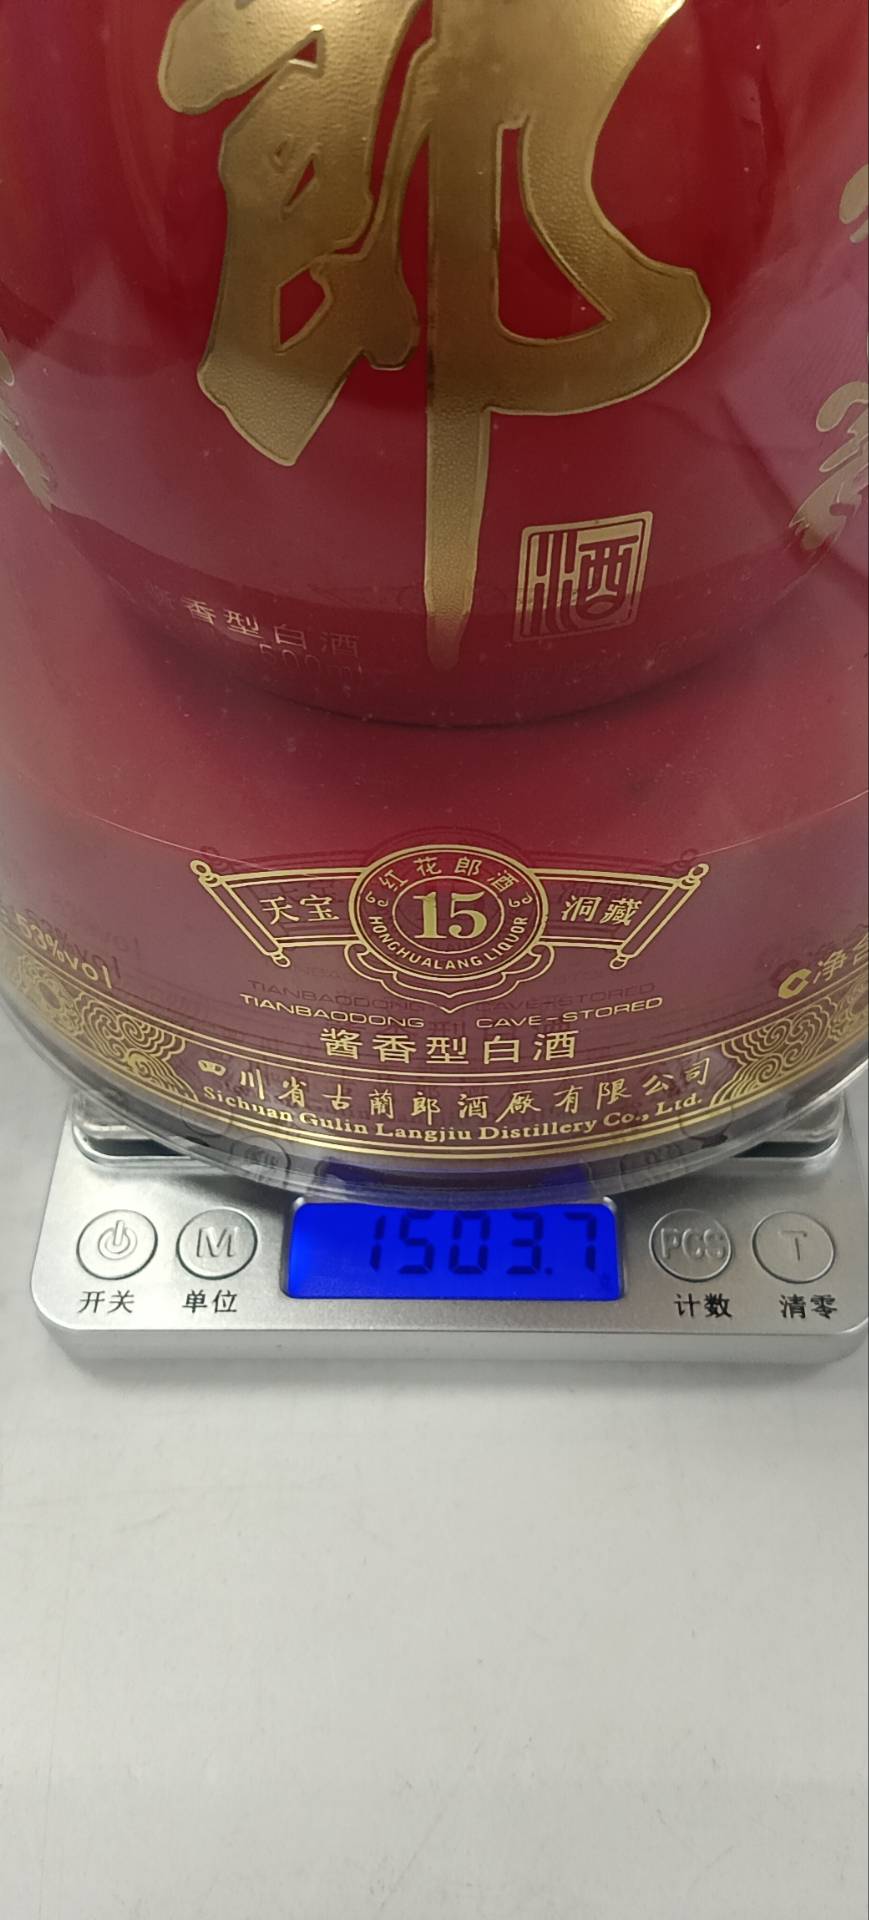 郎
酒
香型白酒
500ml
红花郎酒
天宝
15
洞藏
HONGHUALANG LIQUOR
53%vol
净含
TIANBAODONG CAVE-STORED
酱香型白酒
四川省古蔺郎酒厰有限公司
Sichuan Gulin Langjiu Distillery Co., Ltd.
1503.7
M
PCS
T
开关
单位
计数
清零